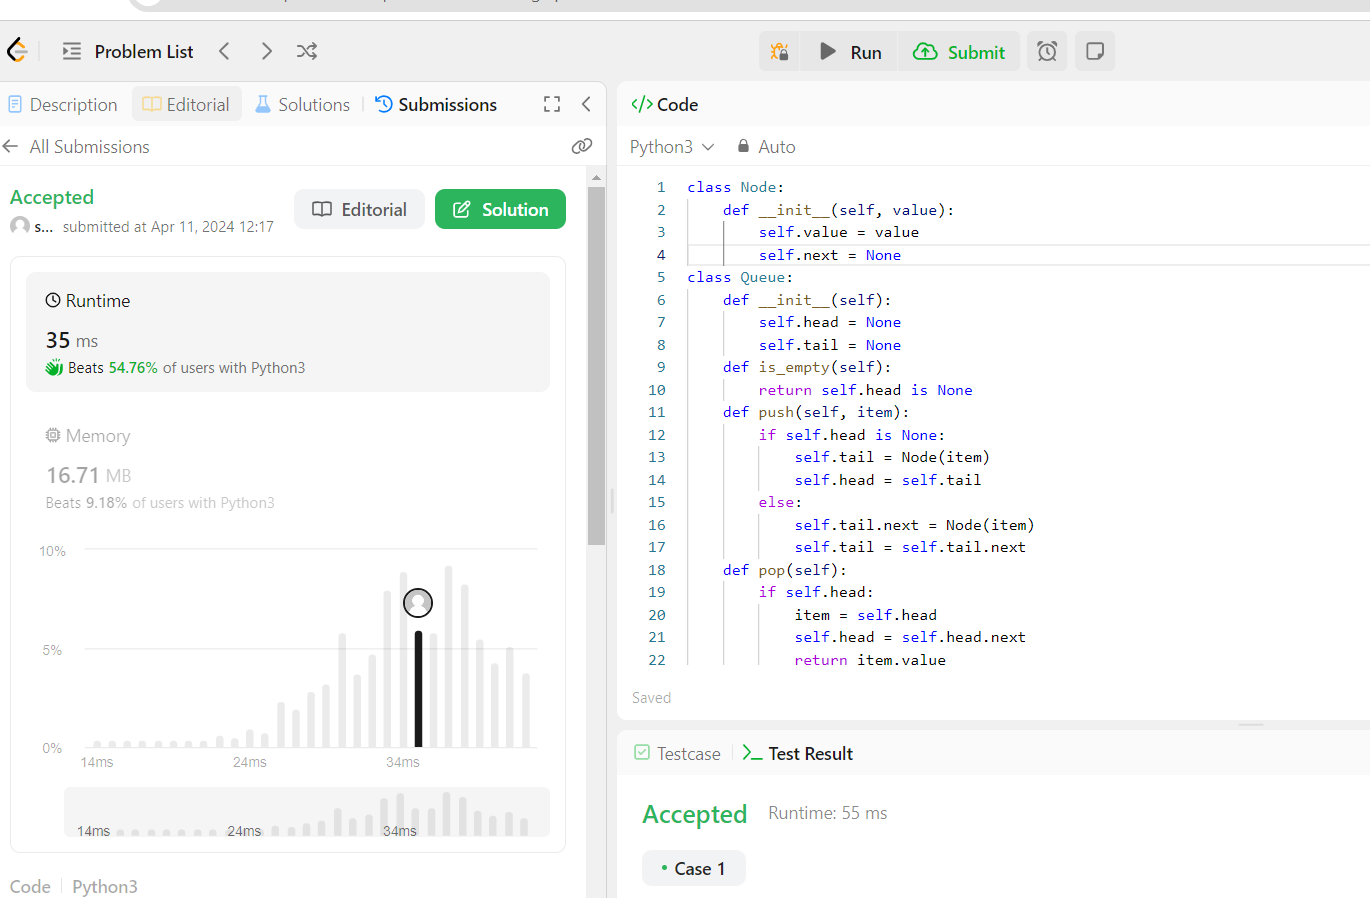 Problem List
Run
Submit
Description
Editorial
Solutions
Submissions
All Submissions
Accepted
s... submitted at Apr 11, 2024 12:17
Editorial
Solution
Runtime
35 ms
Beats 54.76% of users with Python3
Memory
16.71 MB
Beats 9.18% of users with Python3
10%
5%
0%
14ms 24ms 34ms
14ms 24ms 34ms
Code Python3
</> Code
Python3 Auto
1 class Node:
2 def __init__(self, value):
3 self.value = value
4 self.next = None
5 class Queue:
6 def __init__(self):
7 self.head = None
8 self.tail = None
9 def is_empty(self):
10 return self.head is None
11 def push(self, item):
12 if self.head is None:
13 self.tail = Node(item)
14 self.head = self.tail
15 else:
16 self.tail.next = Node(item)
17 self.tail = self.tail.next
18 def pop(self):
19 if self.head:
20 item = self.head
21 self.head = self.head.next
22 return item.value
Saved
Testcase
Test Result
Accepted Runtime: 55 ms
• Case 1